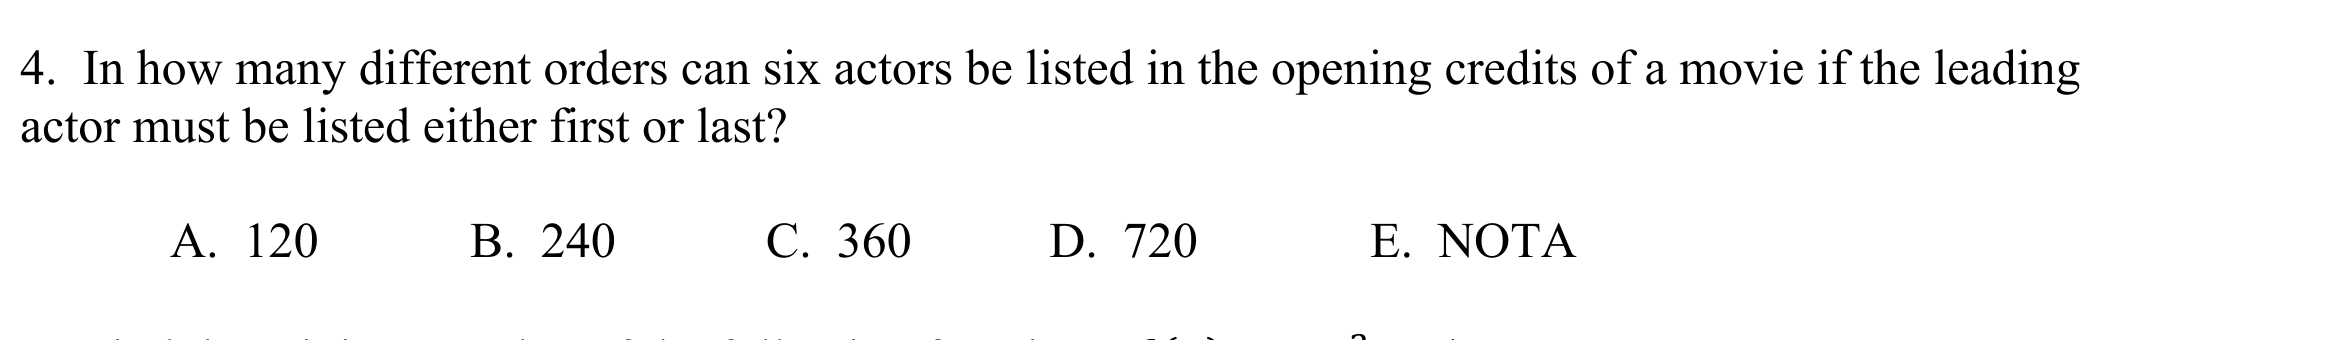 4. In how many different orders can six actors be listed in the opening credits of a movie if the leading
actor must be listed either first or last?
A. 120 B. 240 C. 360 D. 720 E. NOTA